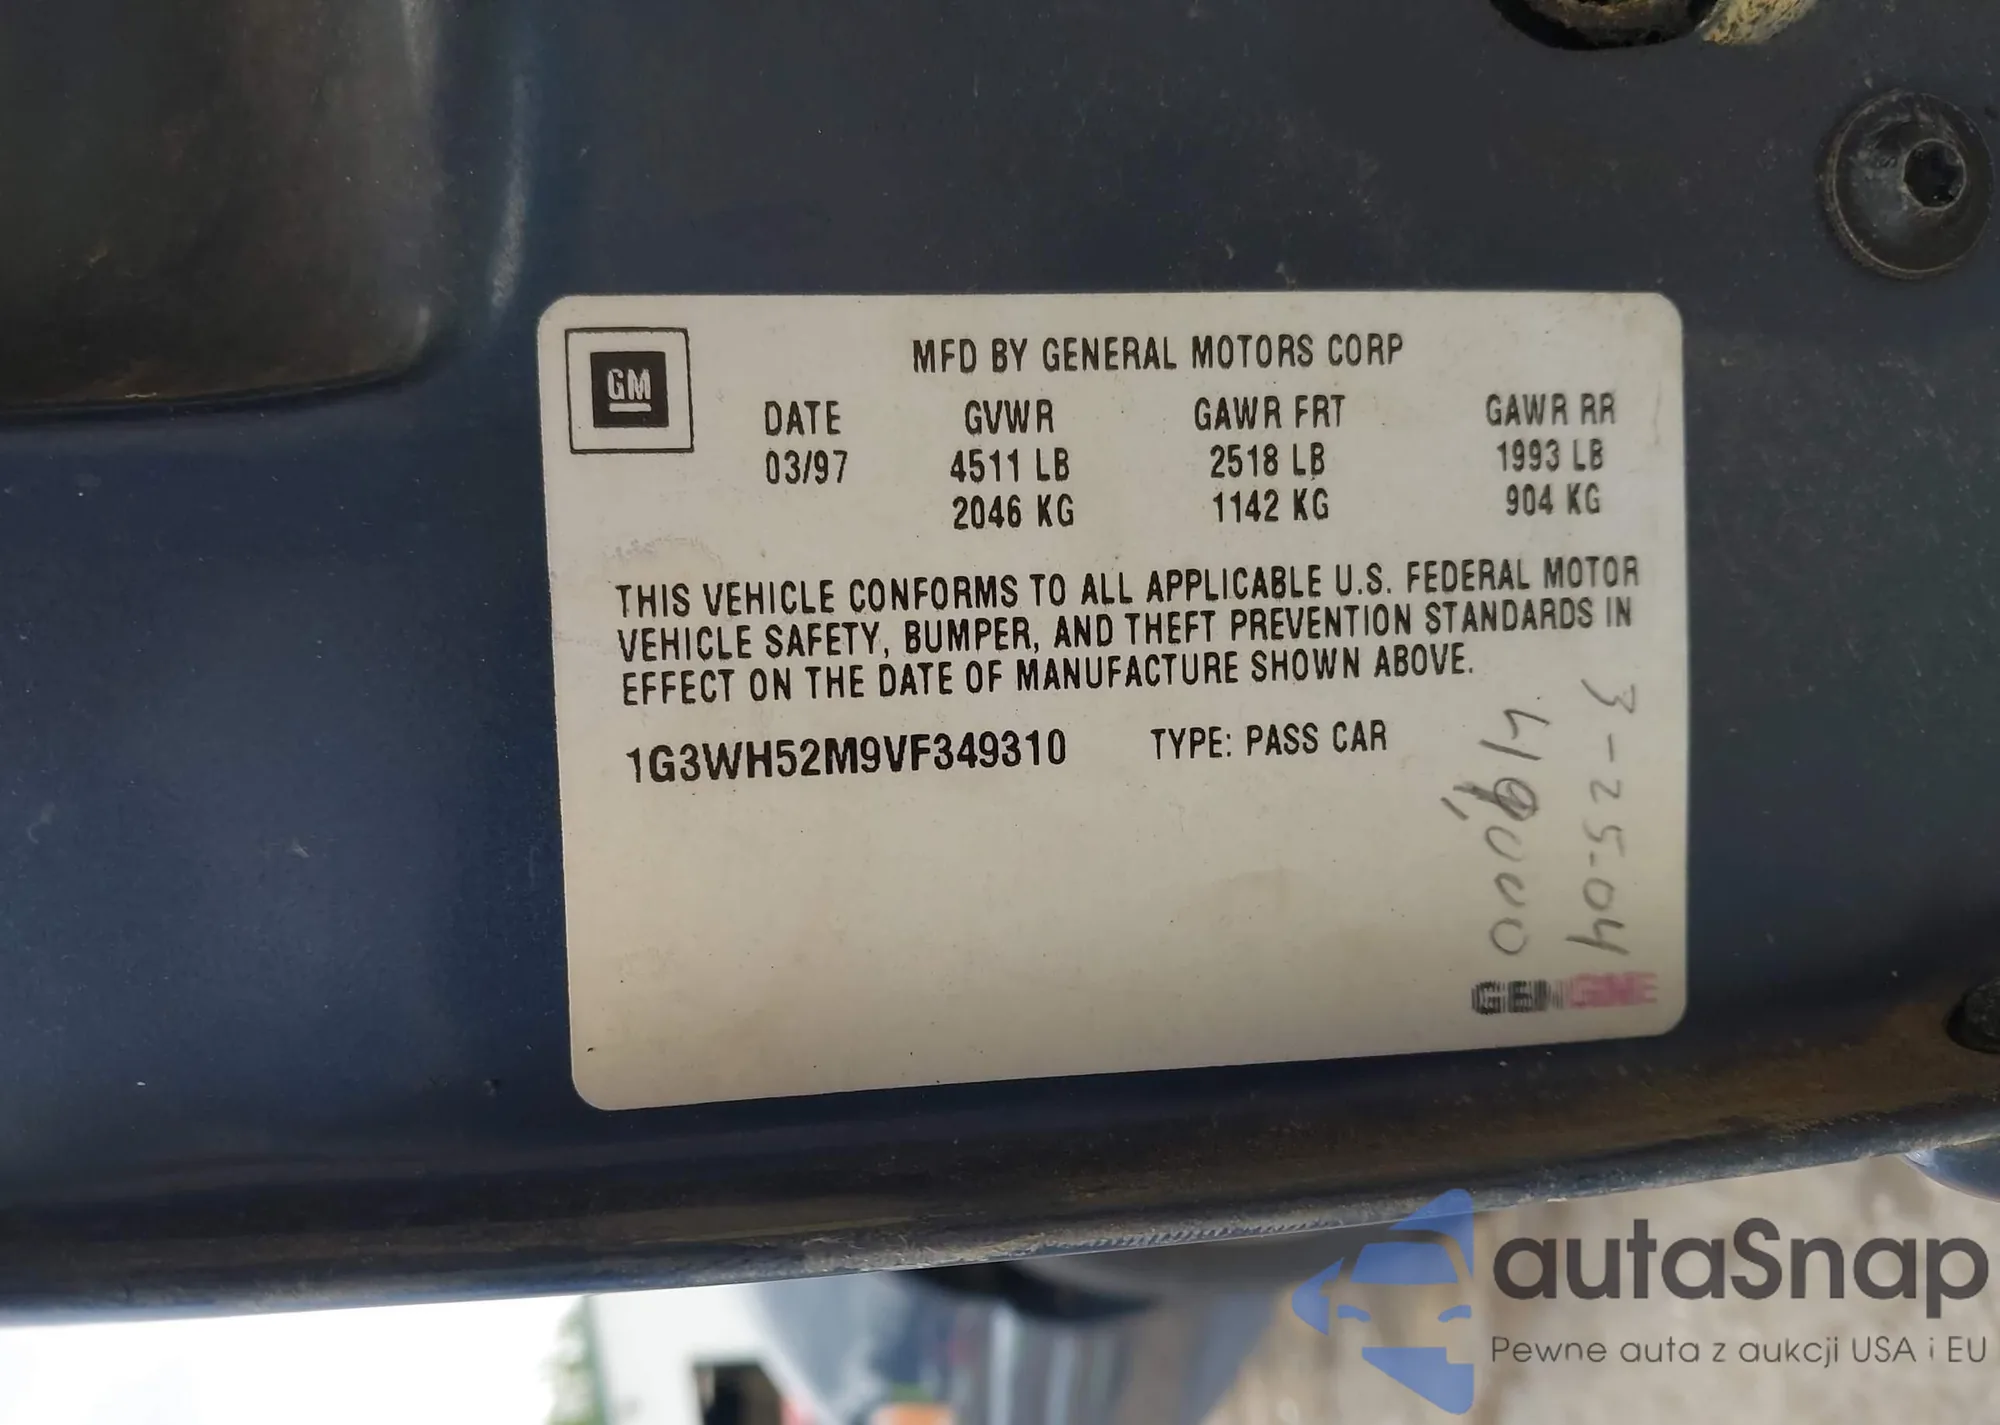 GM
MFD BY GENERAL MOTORS CORP
DATE GVWR GAWR FRT GAWR RR
03/97 4511 LB 2518 LB 1993 LB
2046 KG 1142 KG 904 KG
THIS VEHICLE CONFORMS TO ALL APPLICABLE U.S. FEDERAL MOTOR
VEHICLE SAFETY, BUMPER, AND THEFT PREVENTION STANDARDS IN
EFFECT ON THE DATE OF MANUFACTURE SHOWN ABOVE.
1G3WH52M9VF349310 TYPE: PASS CAR
3-25-04
autaSnap
Pewne auta z aukcji USA i EU